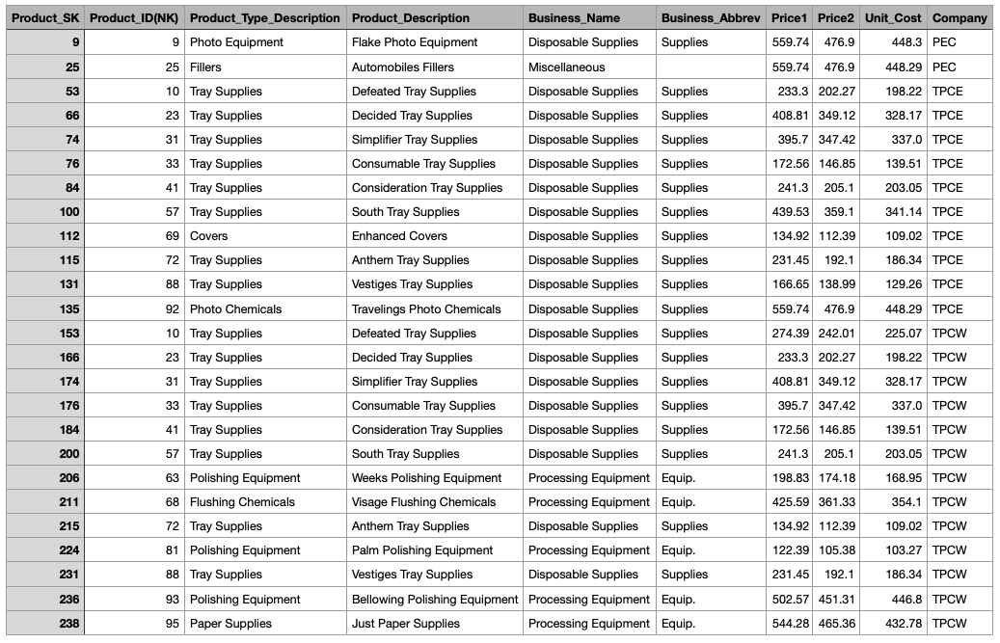 Product_SK Product_ID(NK) Product_Type_Description Product_Description Business_Name Business_Abbrev Price1 Price2 Unit_Cost Company
9 9 Photo Equipment Flake Photo Equipment Disposable Supplies Supplies 559.74 476.9 448.3 PEC
25 25 Fillers Automobiles Fillers Miscellaneous 559.74 476.9 448.29 PEC
53 10 Tray Supplies Defeated Tray Supplies Disposable Supplies Supplies 233.3 202.27 198.22 TPCE
66 23 Tray Supplies Decided Tray Supplies Disposable Supplies Supplies 408.81 349.12 328.17 TPCE
74 31 Tray Supplies Simplifier Tray Supplies Disposable Supplies Supplies 395.7 347.42 337.0 TPCE
76 33 Tray Supplies Consumable Tray Supplies Disposable Supplies Supplies 172.56 146.85 139.51 TPCE
84 41 Tray Supplies Consideration Tray Supplies Disposable Supplies Supplies 241.3 205.1 203.05 TPCE
100 57 Tray Supplies South Tray Supplies Disposable Supplies Supplies 439.53 359.1 341.14 TPCE
112 69 Covers Enhanced Covers Disposable Supplies Supplies 134.92 112.39 109.02 TPCE
115 72 Tray Supplies Anthem Tray Supplies Disposable Supplies Supplies 231.45 192.1 186.34 TPCE
131 88 Tray Supplies Vestiges Tray Supplies Disposable Supplies Supplies 166.65 138.99 129.26 TPCE
135 92 Photo Chemicals Travelings Photo Chemicals Disposable Supplies Supplies 559.74 476.9 448.29 TPCE
153 10 Tray Supplies Defeated Tray Supplies Disposable Supplies Supplies 274.39 242.01 225.07 TPCW
166 23 Tray Supplies Decided Tray Supplies Disposable Supplies Supplies 233.3 202.27 198.22 TPCW
174 31 Tray Supplies Simplifier Tray Supplies Disposable Supplies Supplies 408.81 349.12 328.17 TPCW
176 33 Tray Supplies Consumable Tray Supplies Disposable Supplies Supplies 395.7 347.42 337.0 TPCW
184 41 Tray Supplies Consideration Tray Supplies Disposable Supplies Supplies 172.56 146.85 139.51 TPCW
200 57 Tray Supplies South Tray Supplies Disposable Supplies Supplies 241.3 205.1 203.05 TPCW
206 63 Polishing Equipment Weeks Polishing Equipment Processing Equipment Equip. 198.83 174.18 168.95 TPCW
211 68 Flushing Chemicals Visage Flushing Chemicals Processing Equipment Equip. 425.59 361.33 354.1 TPCW
215 72 Tray Supplies Anthem Tray Supplies Disposable Supplies Supplies 134.92 112.39 109.02 TPCW
224 81 Polishing Equipment Palm Polishing Equipment Processing Equipment Equip. 122.39 105.38 103.27 TPCW
231 88 Tray Supplies Vestiges Tray Supplies Disposable Supplies Supplies 231.45 192.1 186.34 TPCW
236 93 Polishing Equipment Bellowing Polishing Equipment Processing Equipment Equip. 502.57 451.31 446.8 TPCW
238 95 Paper Supplies Just Paper Supplies Processing Equipment Equip. 544.28 465.36 432.78 TPCW